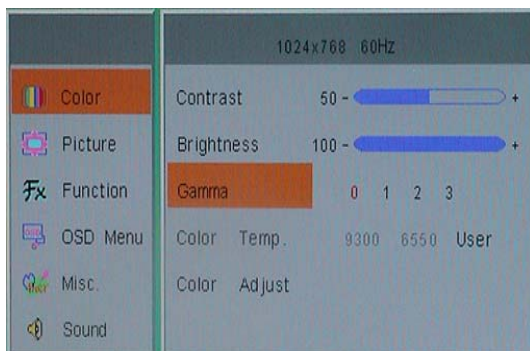 1024x768 60Hz
Color
Picture
Function
OSD Menu
Misc.
Sound
Contrast 50 - +
Brightness 100 - +
Gamma 0 1 2 3
Color Temp. 9300 6550 User
Color Adjust